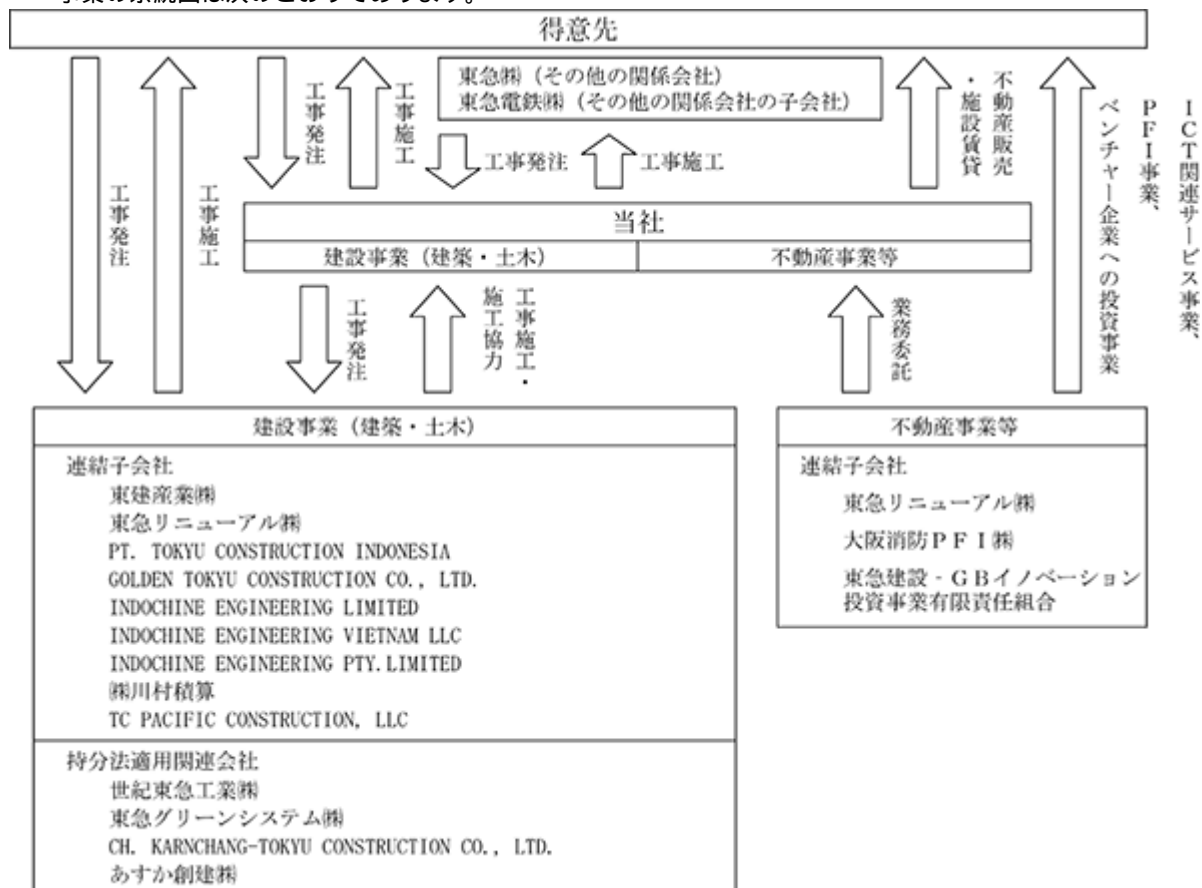 事業の系統図は次のとおりであります。
得意先
東急㈱（その他の関係会社）
東急電鉄㈱（その他の関係会社の子会社）
工事発注
工事施工
工事発注
工事施工
工事発注
工事施工
不動産販売
・施設賃貸
ICT関連サービス事業、
PFI事業、
ベンチャー企業への投資事業
当社
建設事業（建築・土木）
不動産事業等
工事発注
工事施工・
施工協力
業務委託
建設事業（建築・土木）
連結子会社
東建産業㈱
東急リニューアル㈱
PT. TOKYU CONSTRUCTION INDONESIA
GOLDEN TOKYU CONSTRUCTION CO., LTD.
INDOCHINE ENGINEERING LIMITED
INDOCHINE ENGINEERING VIETNAM LLC
INDOCHINE ENGINEERING PTY.LIMITED
㈱川村積算
TC PACIFIC CONSTRUCTION, LLC
持分法適用関連会社
世紀東急工業㈱
東急グリーンシステム㈱
CH. KARNCHANG-TOKYU CONSTRUCTION CO., LTD.
あすか創建㈱
不動産事業等
連結子会社
東急リニューアル㈱
大阪消防ＰＦＩ㈱
東急建設‐ＧＢイノベーション
投資事業有限責任組合